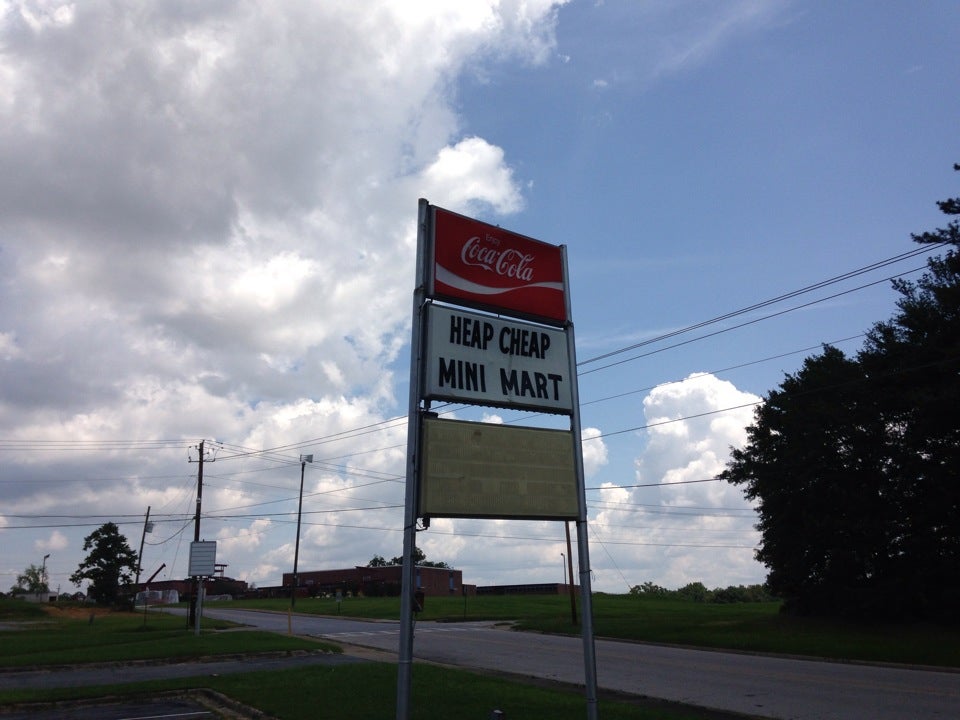 Enjoy
Coca-Cola
HEAP CHEAP
MINI MART